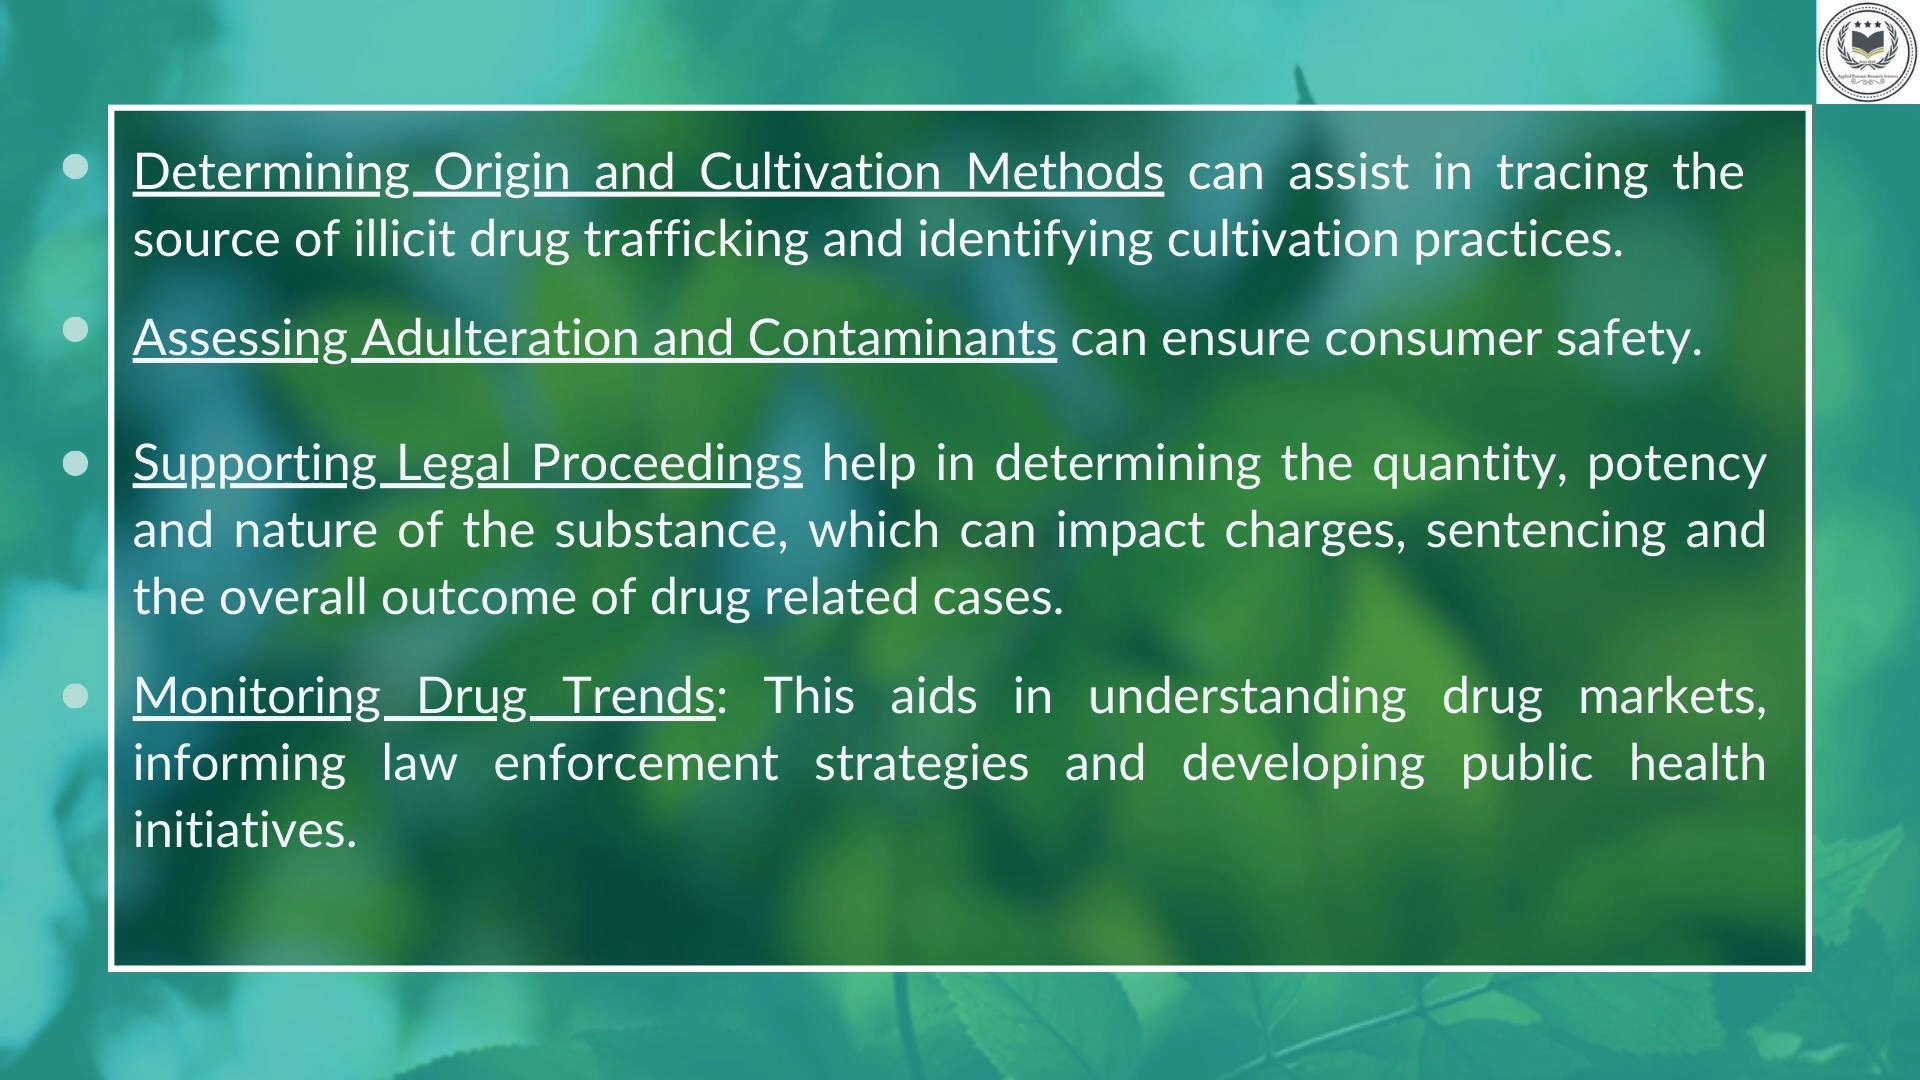 Determining Origin and Cultivation Methods can assist in tracing the
source of illicit drug trafficking and identifying cultivation practices.
Assessing Adulteration and Contaminants can ensure consumer safety.
Supporting Legal Proceedings help in determining the quantity, potency
and nature of the substance, which can impact charges, sentencing and
the overall outcome of drug related cases.
Monitoring Drug Trends: This aids in understanding drug markets,
informing law enforcement strategies and developing public health
initiatives.